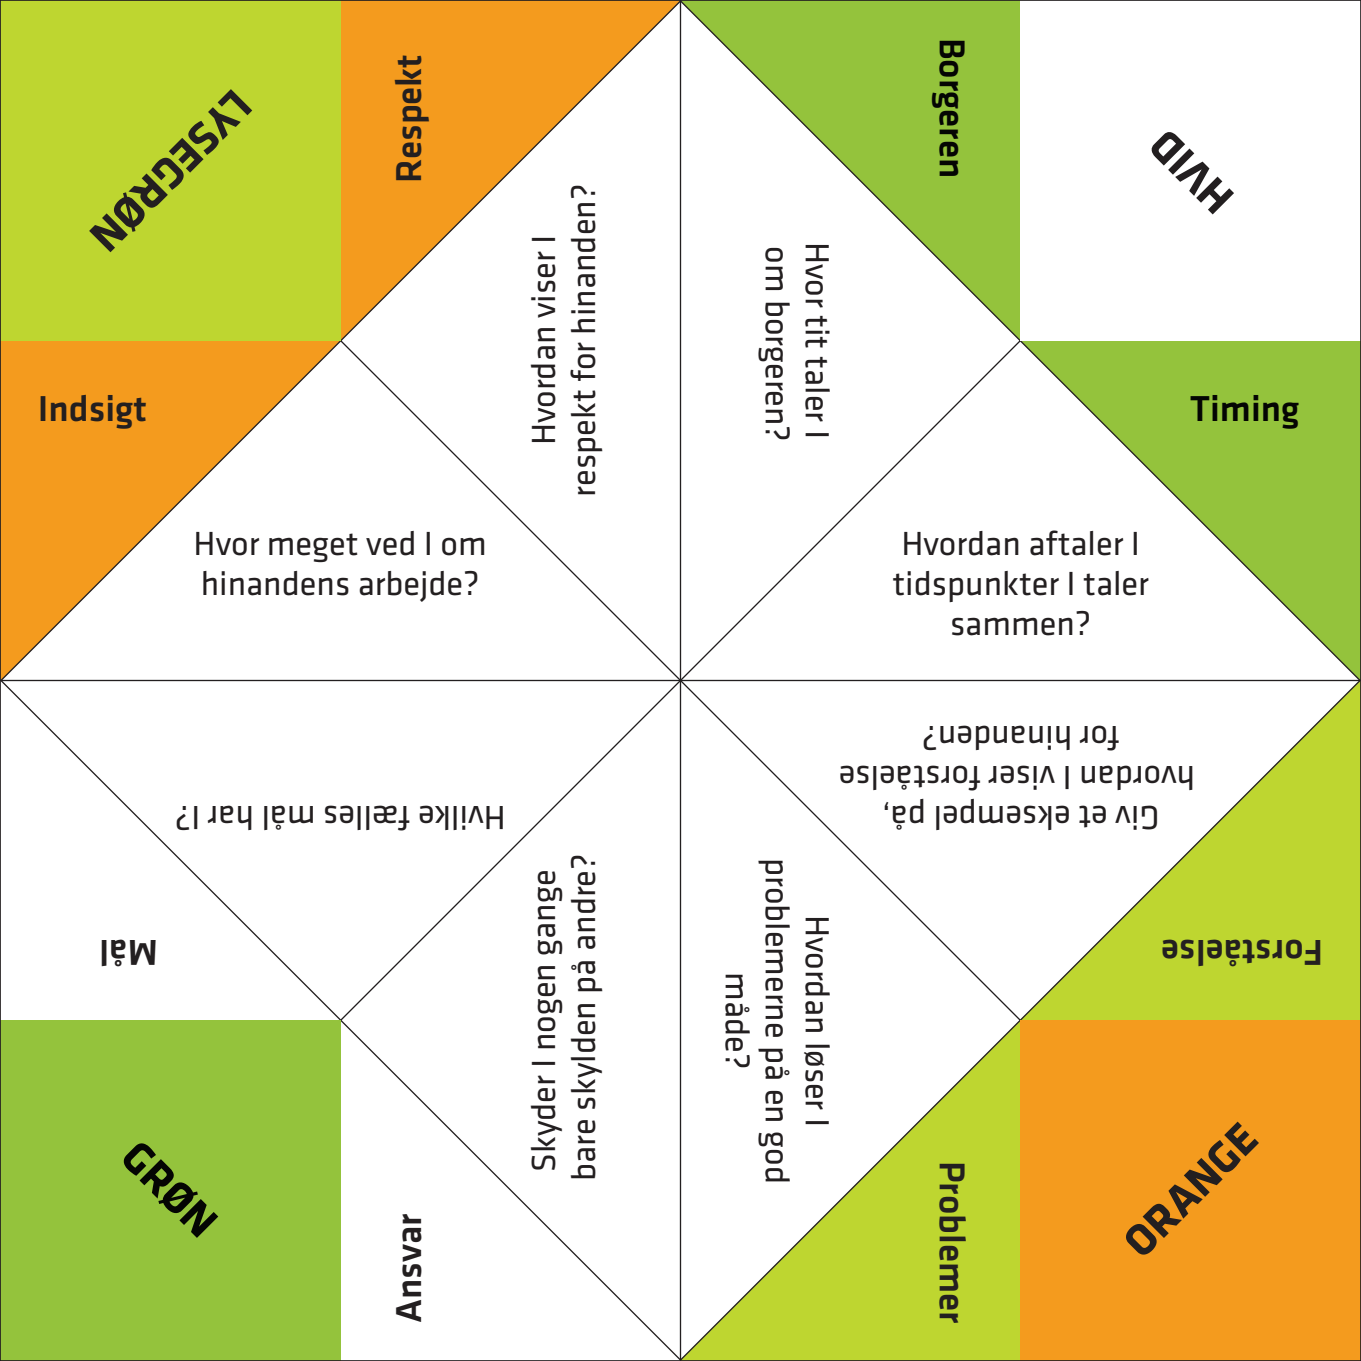 LYSEGRØN
Respekt
Borgeren
HVID
Indsigt
Hvordan viser I
respekt for hinanden?
Hvor tit taler I
om borgeren?
Timing
Hvor meget ved I om
hinandens arbejde?
Hvordan aftaler I
tidspunkter I taler
sammen?
Hvilke fælles mål har I?
Giv et eksempel på,
hvordan I viser forståelse
for hinanden?
Mål
Skyder I nogen gange
bare skylden på andre?
Hvordan løser I
problemerne på en god
måde?
Forståelse
GRØN
Ansvar
Problemer
ORANGE